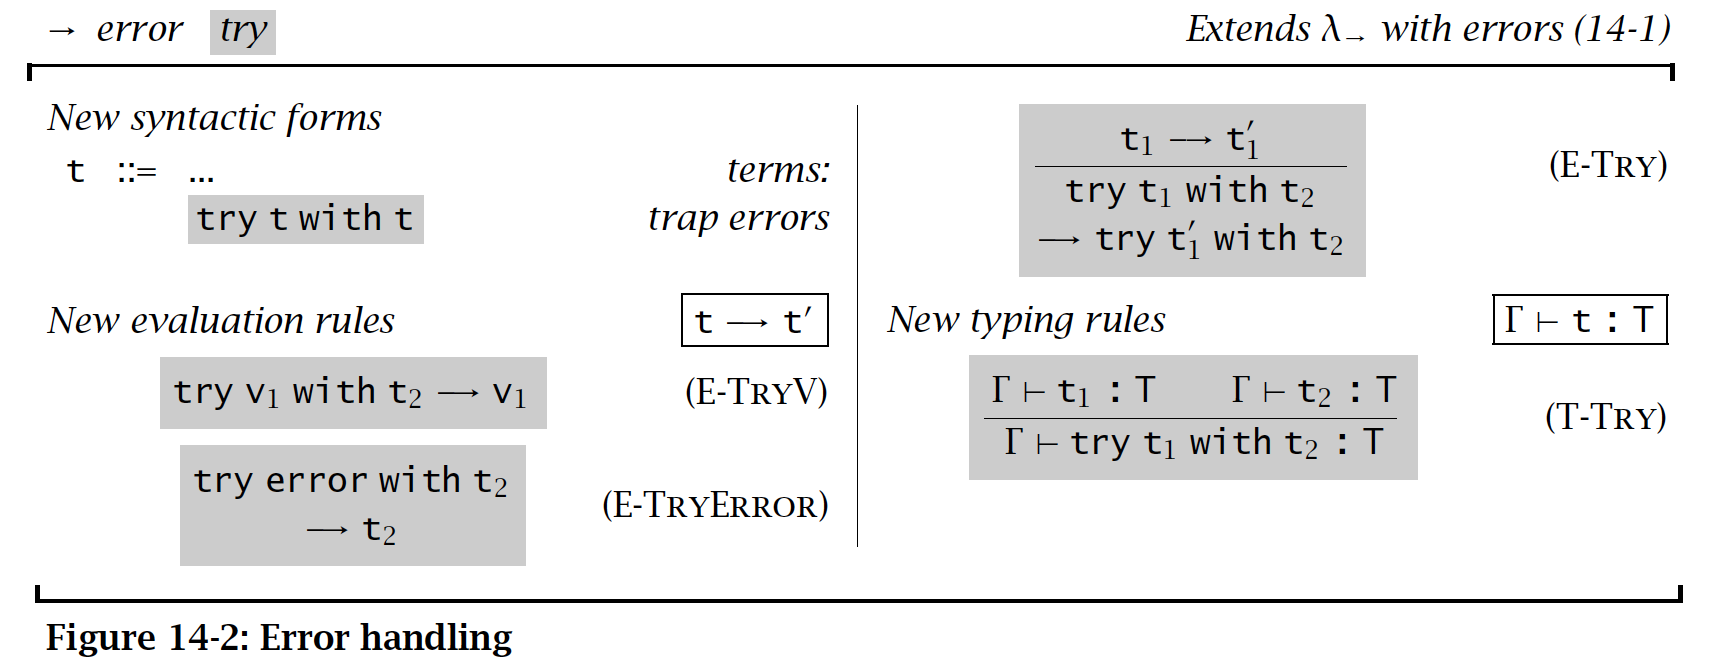 → error try
Extends λ→ with errors (14-1)
New syntactic forms
t ::= ...
terms:
try t with t
trap errors
New evaluation rules
t ⟶ t′
try v₁ with t₂ ⟶ v₁
(E-TRYV)
try error with t₂
⟶ t₂
(E-TRYERROR)
t₁ ⟶ t₁′
try t₁ with t₂
⟶ try t₁′ with t₂
(E-TRY)
New typing rules
Γ ⊢ t : T
Γ ⊢ t₁ : T Γ ⊢ t₂ : T
Γ ⊢ try t₁ with t₂ : T
(T-TRY)
Figure 14-2: Error handling